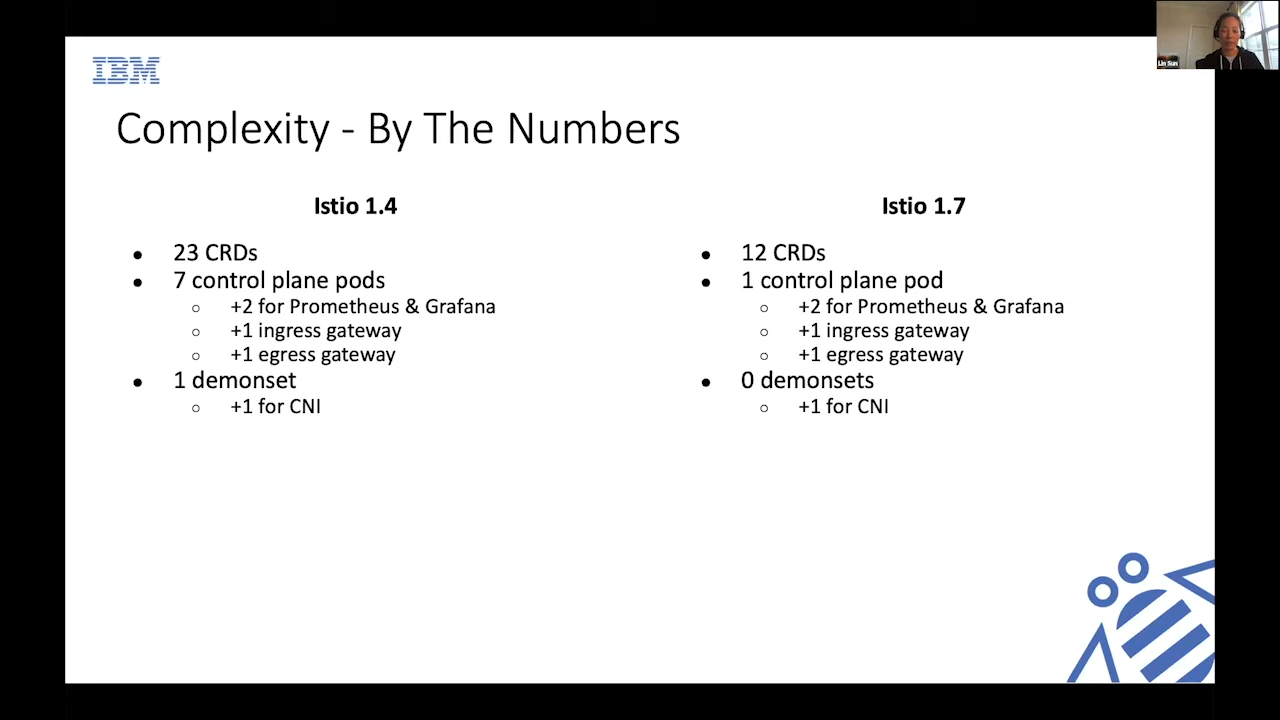 IBM
Lin Sun
Complexity - By The Numbers
Istio 1.4
23 CRDs
7 control plane pods
+2 for Prometheus & Grafana
+1 ingress gateway
+1 egress gateway
1 demonset
+1 for CNI
Istio 1.7
12 CRDs
1 control plane pod
+2 for Prometheus & Grafana
+1 ingress gateway
+1 egress gateway
0 demonsets
+1 for CNI